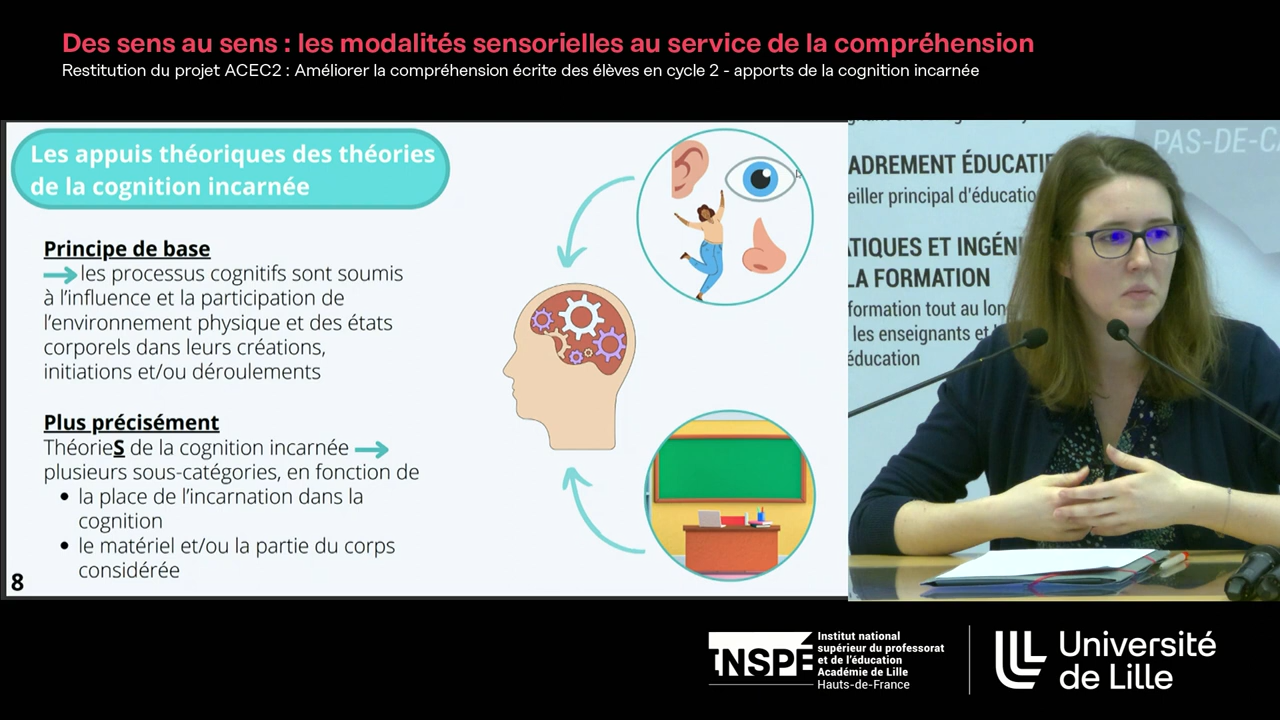 Des sens au sens : les modalités sensorielles au service de la compréhension
Restitution du projet ACEC2 : Améliorer la compréhension écrite des élèves en cycle 2 - apports de la cognition incarnée
Les appuis théoriques des théories
de la cognition incarnée
Principe de base
les processus cognitifs sont soumis
à l'influence et la participation de
l'environnement physique et des états
corporels dans leurs créations,
initiations et/ou déroulements
Plus précisément
ThéorieS de la cognition incarnée
plusieurs sous-catégories, en fonction de
la place de l'incarnation dans la
cognition
le matériel et/ou la partie du corps
considérée
8
PAS-DE-CA
ADREMENT ÉDUCATIF
eiller principal d'éducatio
ATIQUES ET INGÉNI
LA FORMATION
formation tout au lon
les enseignants et
éducation
INSPÉ
Institut national
supérieur du professorat
et de l'éducation
Académie de Lille
Hauts-de-France
Université
de Lille